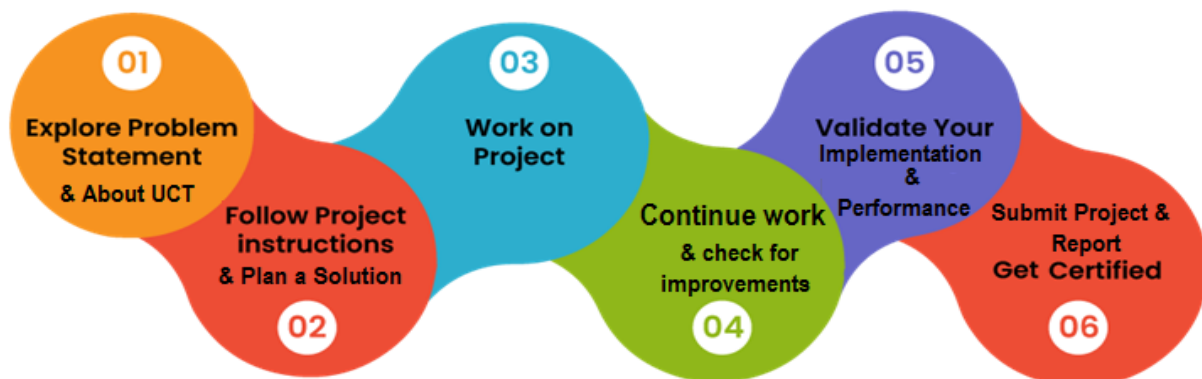 01
Explore Problem
Statement
& About UCT
Follow Project
instructions
& Plan a Solution
02
03
Work on
Project
Continue work
& check for
improvements
04
05
Validate Your
Implementation
&
Performance
Submit Project &
Report
Get Certified
06